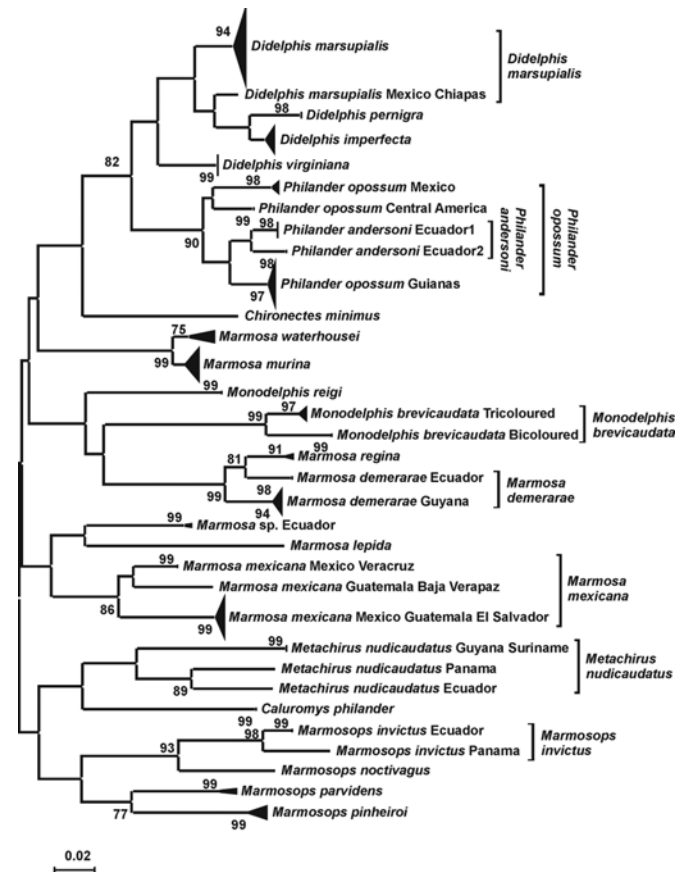 94
Didelphis marsupialis
Didelphis
marsupialis
Didelphis marsupialis Mexico Chiapas
98
Didelphis pernigra
Didelphis imperfecta
82
Didelphis virginiana
99
98
Philander opossum Mexico
Philander opossum Central America
99
98
Philander andersoni Ecuador1
90
Philander andersoni Ecuador2
Philander
andersoni
Philander
opossum
98
Philander opossum Guianas
97
Chironectes minimus
75
Marmosa waterhousei
99
Marmosa murina
99
Monodelphis reigi
97
Monodelphis brevicaudata Tricoloured
99
Monodelphis brevicaudata Bicoloured
Monodelphis
brevicaudata
99
91
Marmosa regina
81
Marmosa demerarae Ecuador
99
98
Marmosa demerarae Guyana
94
Marmosa
demerarae
99
Marmosa sp. Ecuador
Marmosa lepida
99
Marmosa mexicana Mexico Veracruz
Marmosa mexicana Guatemala Baja Verapaz
86
Marmosa mexicana Mexico Guatemala El Salvador
99
Marmosa
mexicana
99
Metachirus nudicaudatus Guyana Suriname
Metachirus nudicaudatus Panama
89
Metachirus nudicaudatus Ecuador
Metachirus
nudicaudatus
Caluromys philander
99
99
98
Marmosops invictus Ecuador
93
Marmosops invictus Panama
Marmosops
invictus
Marmosops noctivagus
99
Marmosops parvidens
77
Marmosops pinheiroi
99
0.02